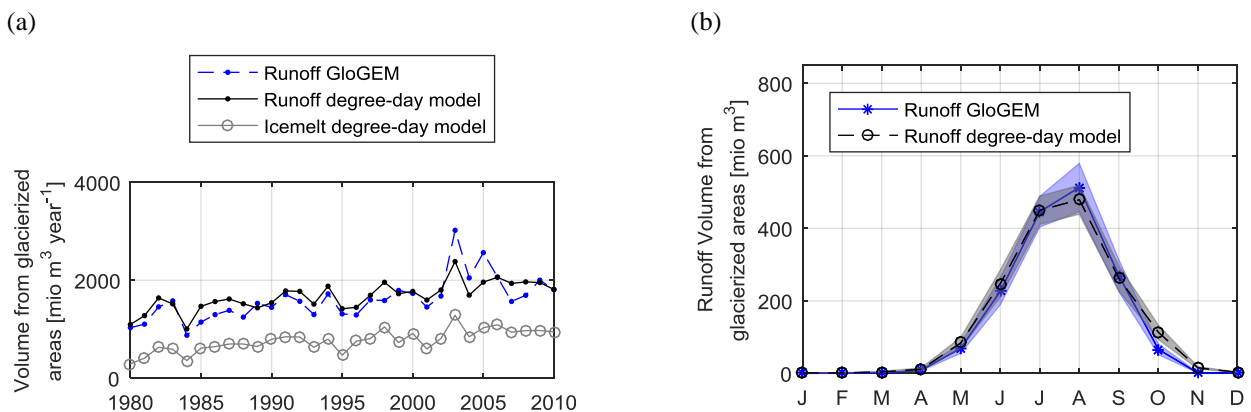 (a)
Runoff GloGEM
Runoff degree-day model
Icemelt degree-day model
Volume from glacierized
areas [mio m³ year⁻¹]
4000
2000
0
1980 1985 1990 1995 2000 2005 2010
(b)
Runoff GloGEM
Runoff degree-day model
Runoff Volume from
glacierized areas [mio m³]
800
600
400
200
0
J F M A M J J A S O N D